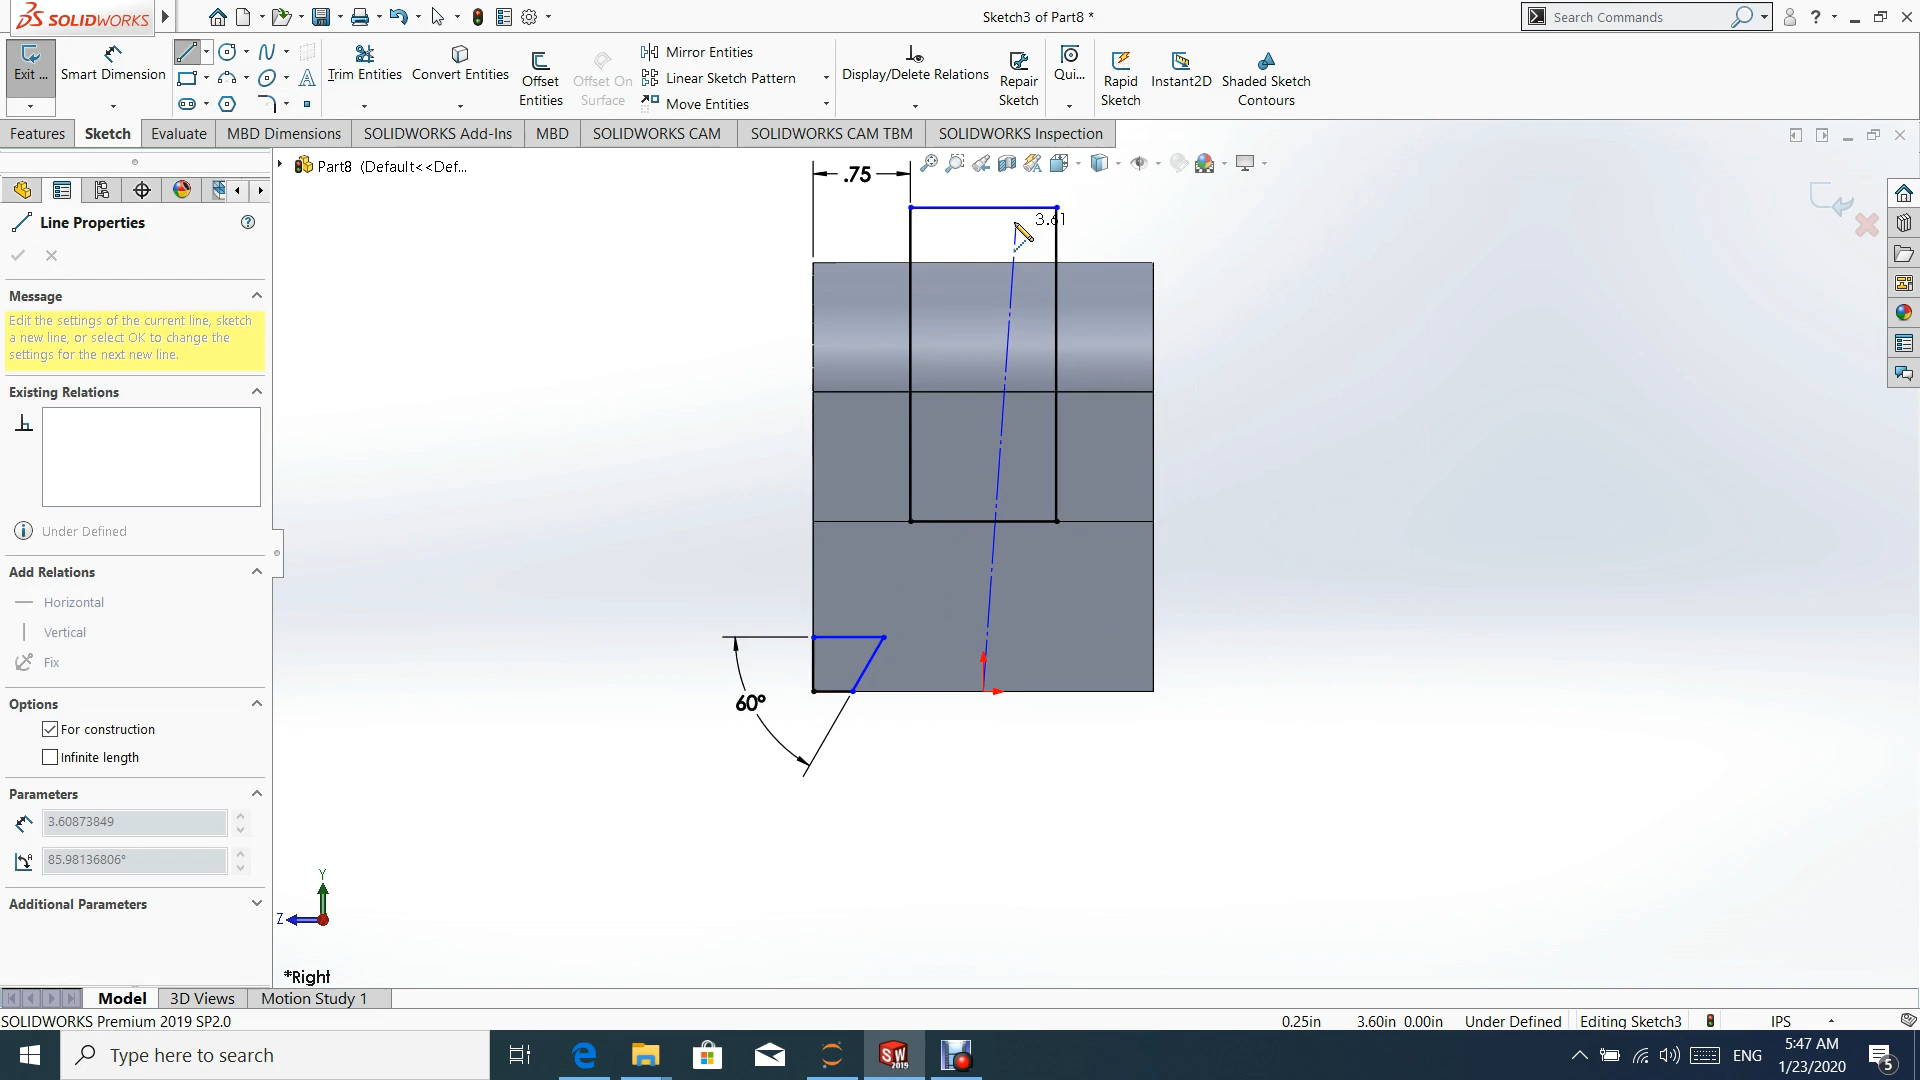 SOLIDWORKS
Sketch3 of Part8 *
Search Commands
Exit ...
Smart Dimension
Trim Entities
Convert Entities
Offset Entities
Offset On Surface
Mirror Entities
Linear Sketch Pattern
Move Entities
Display/Delete Relations
Repair Sketch
Qui...
Rapid Sketch
Instant2D
Shaded Sketch Contours
Features
Sketch
Evaluate
MBD Dimensions
SOLIDWORKS Add-Ins
MBD
SOLIDWORKS CAM
SOLIDWORKS CAM TBM
SOLIDWORKS Inspection
Part8 (Default<<Def...
Line Properties
Message
Edit the settings of the current line, sketch
a new line, or select OK to change the
settings for the next new line.
Existing Relations
Under Defined
Add Relations
Horizontal
Vertical
Fix
Options
For construction
Infinite length
Parameters
3.60873849
85.98136806°
Additional Parameters
.75
3.61
60°
Y
Z
*Right
Model
3D Views
Motion Study 1
SOLIDWORKS Premium 2019 SP2.0
0.25in
3.60in 0.00in
Under Defined
Editing Sketch3
IPS
Type here to search
SW
2019
ENG
5:47 AM
1/23/2020
5